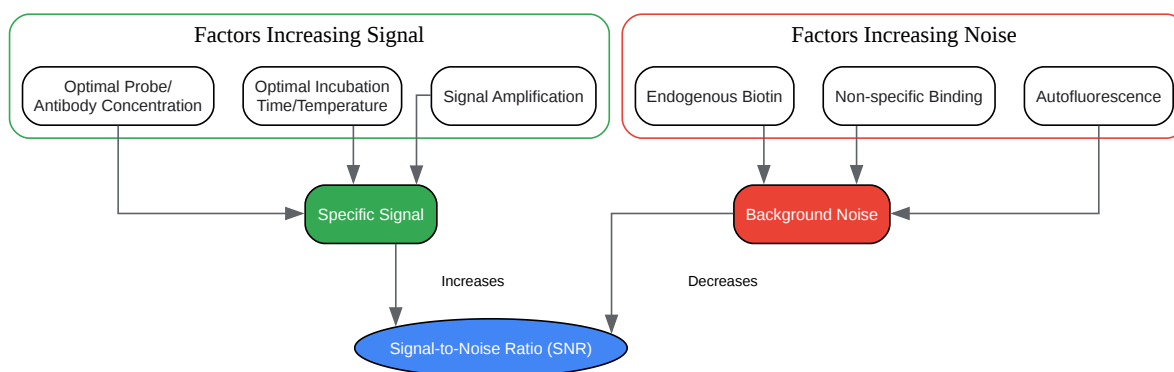 Factors Increasing Signal
Factors Increasing Noise
Optimal Probe/
Antibody Concentration
Optimal Incubation
Time/Temperature
Signal Amplification
Endogenous Biotin
Non-specific Binding
Autofluorescence
Specific Signal
Background Noise
Increases
Decreases
Signal-to-Noise Ratio (SNR)